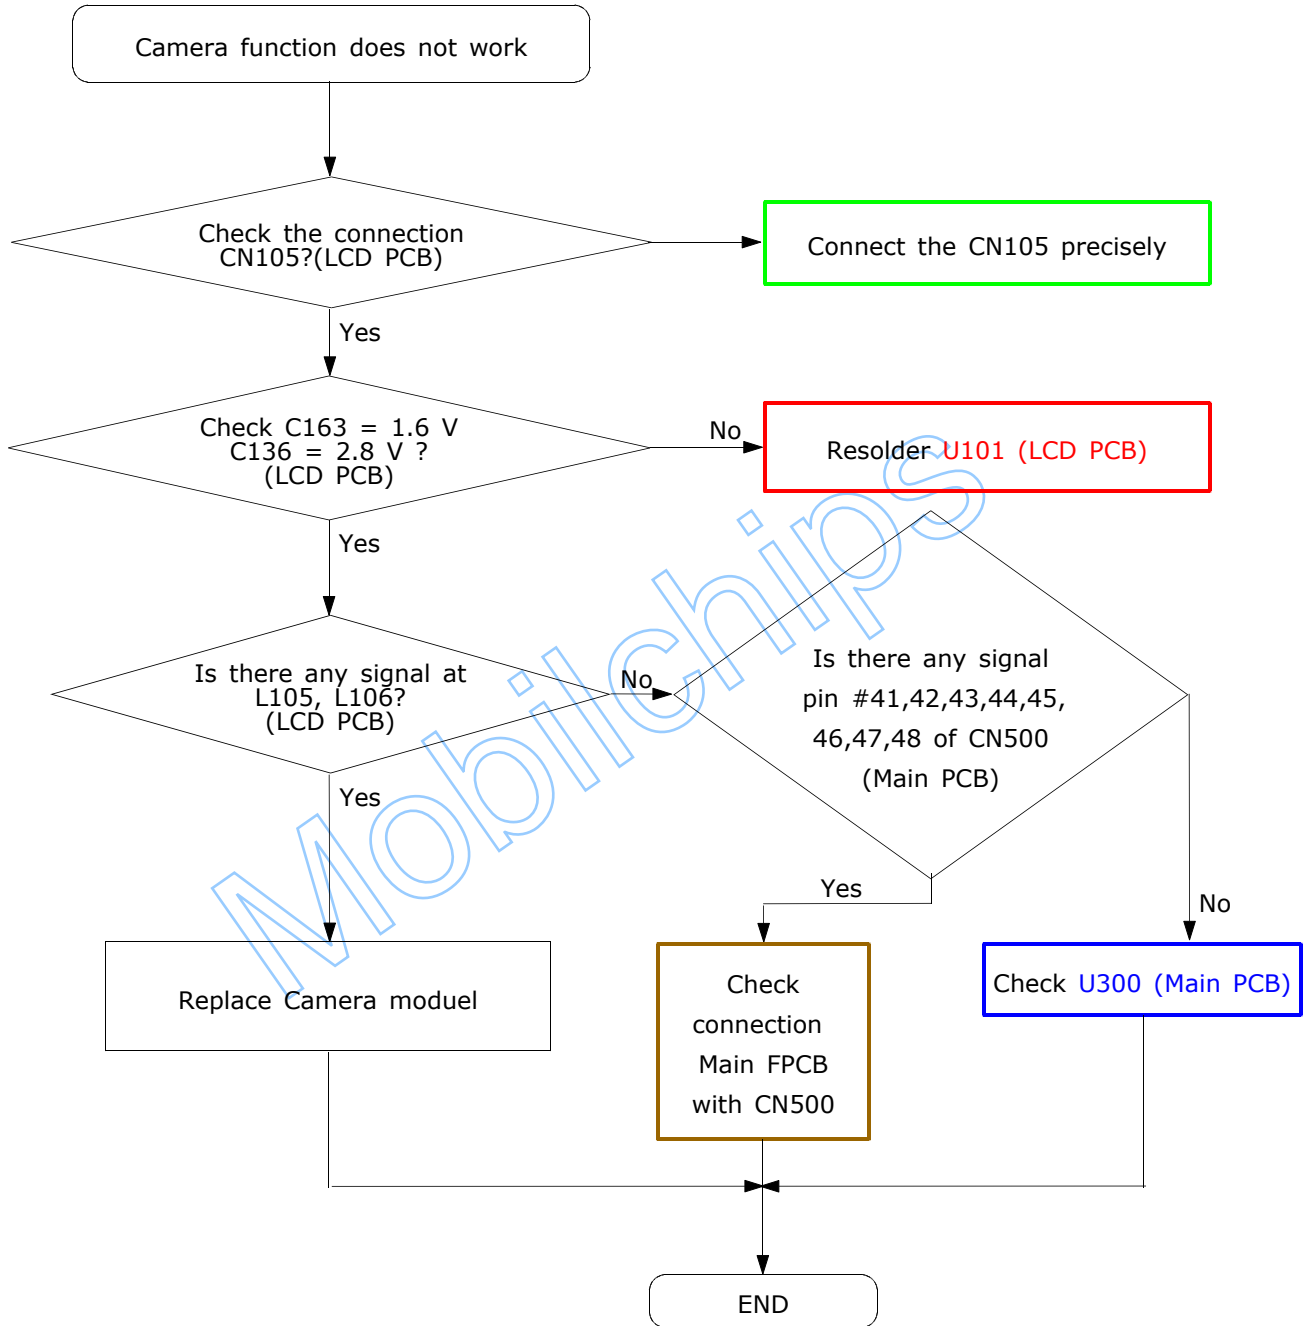 Camera function does not work
Check the connection
CN105?(LCD PCB)
Connect the CN105 precisely
Yes
Check C163 = 1.6 V
C136 = 2.8 V ?
(LCD PCB)
No
Resolder U101 (LCD PCB)
Yes
Is there any signal at
L105, L106?
(LCD PCB)
No
Is there any signal
pin #41,42,43,44,45,
46,47,48 of CN500
(Main PCB)
Yes
Yes
No
Replace Camera moduel
Check
connection
Main FPCB
with CN500
Check U300 (Main PCB)
END
Mobilchips